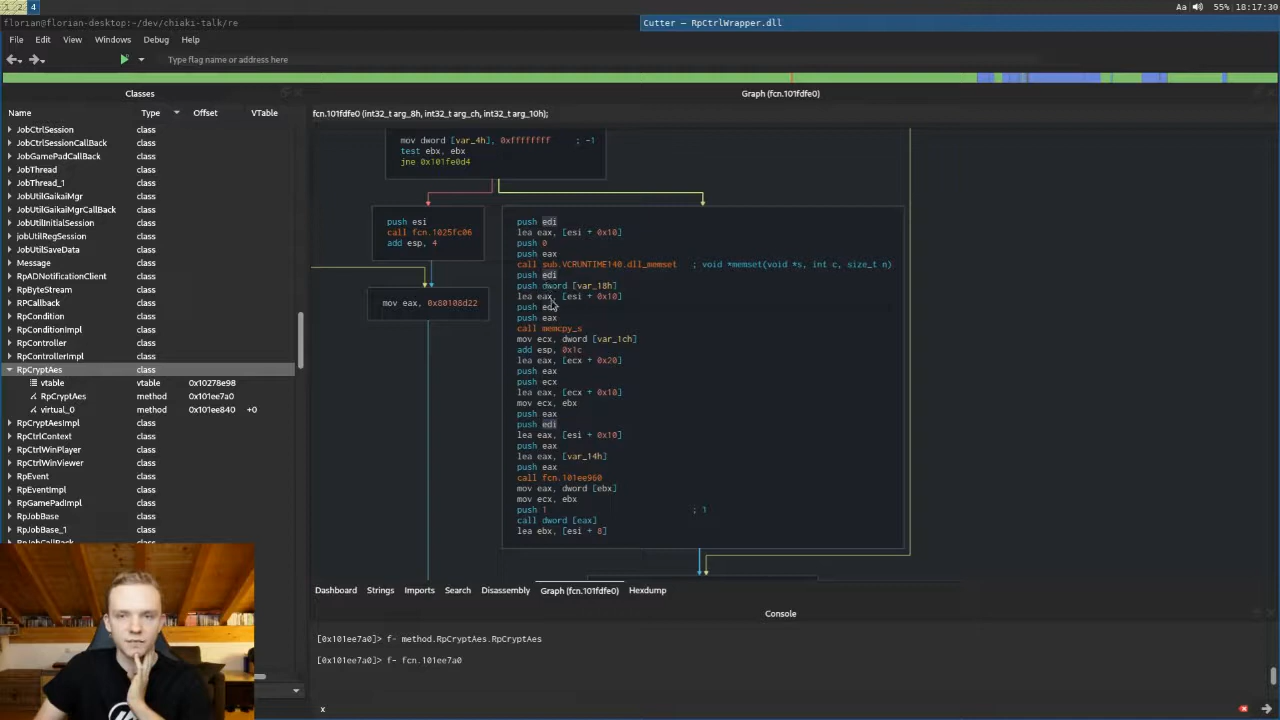 1 2 4
Aa 55% 18:17:30
florian@florian-desktop:~/dev/chiaki-talk/re
Cutter – RpCtrlWrapper.dll
File Edit View Windows Debug Help
Type flag name or address here
Classes
Graph (fcn.101fdfe0)
Name Type Offset VTable
fcn.101fdfe0 (int32_t arg_8h, int32_t arg_ch, int32_t arg_10h);
JobCtrlSession class
JobCtrlSessionCallBack class
JobGamePadCallBack class
JobThread class
JobThread_1 class
JobUtilGaikaiMgr class
JobUtilGaikaiMgrCallBack class
JobUtilInitialSession class
jobUtilRegSession class
JobUtilSaveData class
Message class
RpADNotificationClient class
RpByteStream class
RPCallback class
RpCondition class
RpConditionImpl class
RpController class
RpControllerImpl class
RpCryptAes class
vtable vtable 0x10278e98
RpCryptAes method 0x101ee7a0
virtual_0 method 0x101ee840 +0
RpCryptAesImpl class
RpCtrlContext class
RpCtrlWinPlayer class
RpCtrlWinViewer class
RpEvent class
RpEventImpl class
RpGamePadImpl class
RpJobBase class
RpJobBase_1 class
RpJobCallBack class
mov dword [var_4h], 0xffffffff ; -1
test ebx, ebx
jne 0x101fe0d4
push esi
call fcn.1025fc06
add esp, 4
mov eax, 0x80108d22
push edi
lea eax, [esi + 0x10]
push 0
push eax
call sub.VCRUNTIME140.dll_memset ; void *memset(void *s, int c, size_t n)
push edi
push dword [var_18h]
lea eax, [esi + 0x10]
push edi
push eax
call memcpy_s
mov ecx, dword [var_1ch]
add esp, 0x1c
lea eax, [ecx + 0x20]
push eax
push ecx
lea eax, [ecx + 0x10]
mov ecx, ebx
push eax
push edi
lea eax, [esi + 0x10]
push eax
lea eax, [var_14h]
push eax
call fcn.101ee960
mov eax, dword [ebx]
mov ecx, ebx
push 1 ; 1
call dword [eax]
lea ebx, [esi + 8]
Dashboard Strings Imports Search Disassembly Graph (fcn.101fdfe0) Hexdump
Console
[0x101ee7a0]> f- method.RpCryptAes.RpCryptAes
[0x101ee7a0]> f- fcn.101ee7a0
x